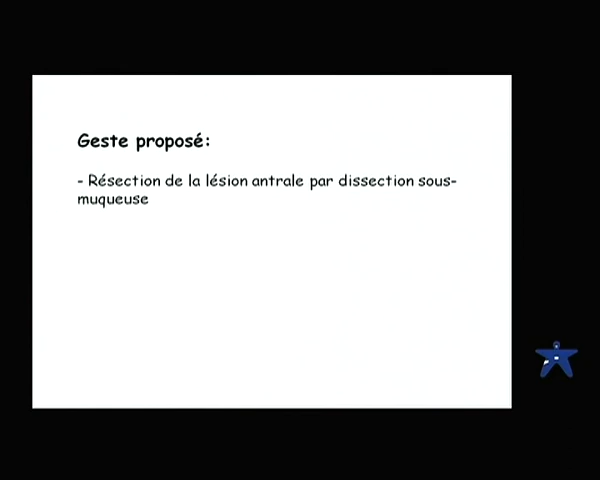 Geste proposé:
- Résection de la lésion antrale par dissection sous-
muqueuse